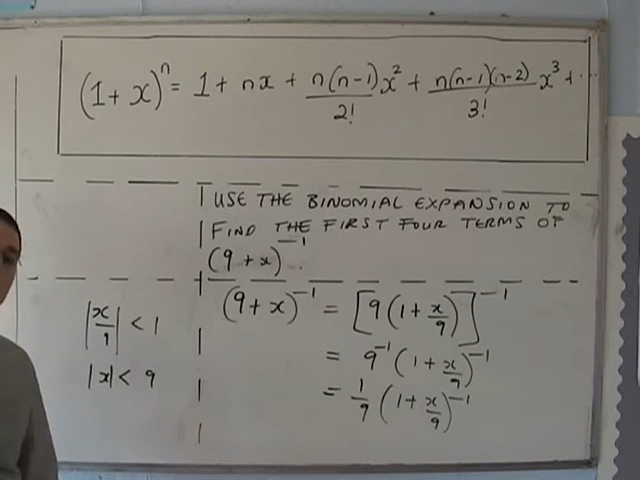 (1+x)ⁿ = 1 + nx + n(n-1)x²/2! + n(n-1)(n-2)/3! x³ + ...
USE THE BINOMIAL EXPANSION TO
FIND THE FIRST FOUR TERMS OF
(9+x)⁻¹.
(9+x)⁻¹ = [9(1+x/9)]⁻¹
= 9⁻¹(1+x/9)⁻¹
= 1/9(1+x/9)⁻¹
|x/9| < 1
|x| < 9